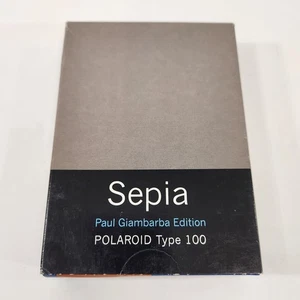 Sepia
Paul Giambarba Edition
POLAROID Type 100